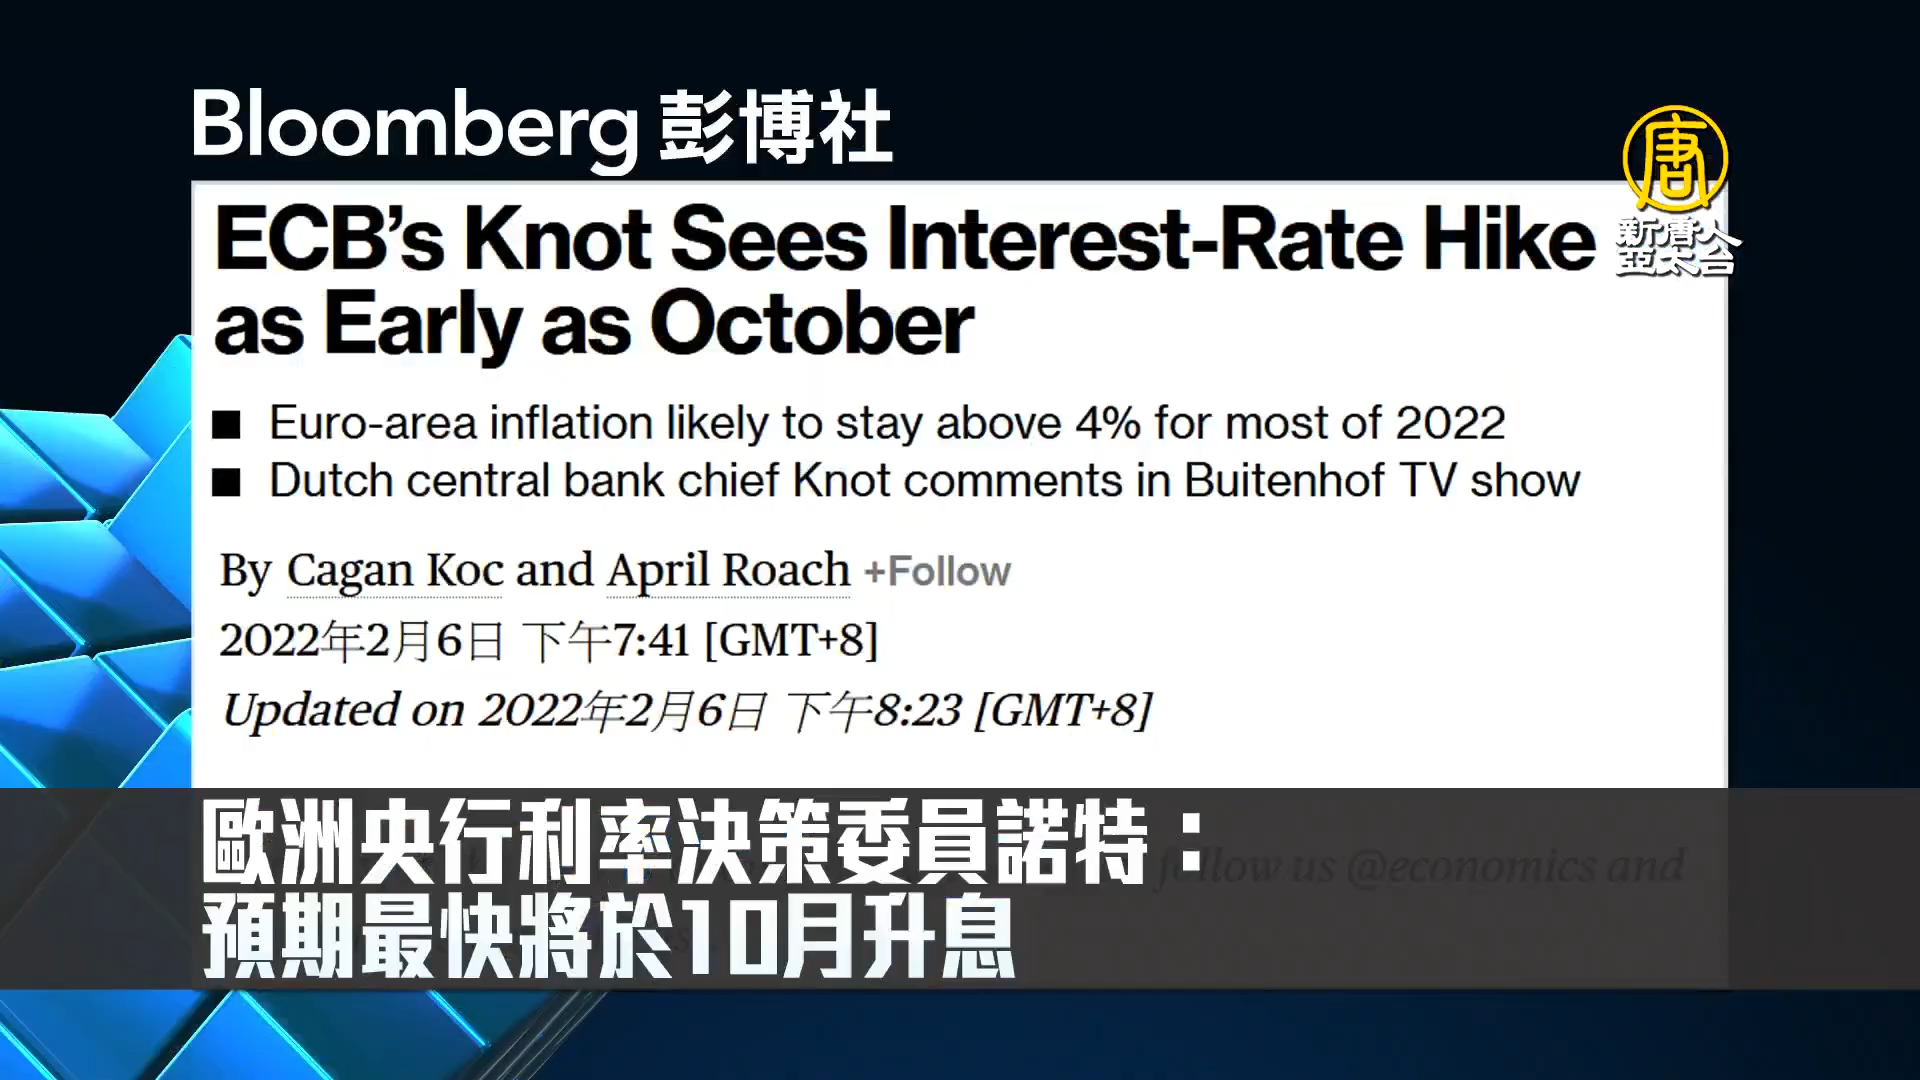 Bloomberg 彭博社
唐
新唐人
亞太台
ECB’s Knot Sees Interest-Rate Hike
as Early as October
■ Euro-area inflation likely to stay above 4% for most of 2022
■ Dutch central bank chief Knot comments in Buitenhof TV show
By Cagan Koc and April Roach +Follow
2022年2月6日 下午7:41 [GMT+8]
Updated on 2022年2月6日 下午8:23 [GMT+8]
歐洲央行利率決策委員諾特：
follow us @economics and
預期最快將於10月升息